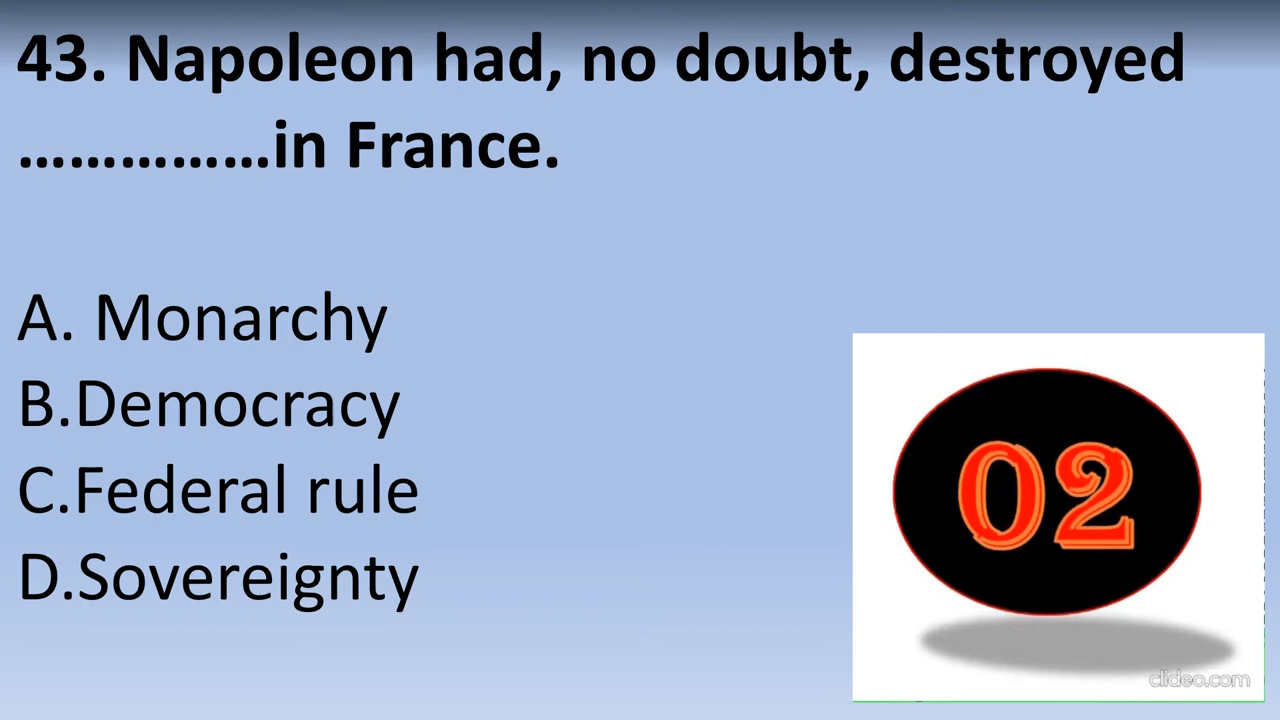 43. Napoleon had, no doubt, destroyed
……………in France.
A. Monarchy
B.Democracy
C.Federal rule
D.Sovereignty
02
clideo.com